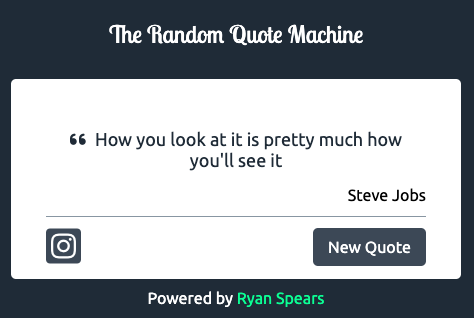 The Random Quote Machine
“ How you look at it is pretty much how
you'll see it
Steve Jobs
New Quote
Powered by Ryan Spears